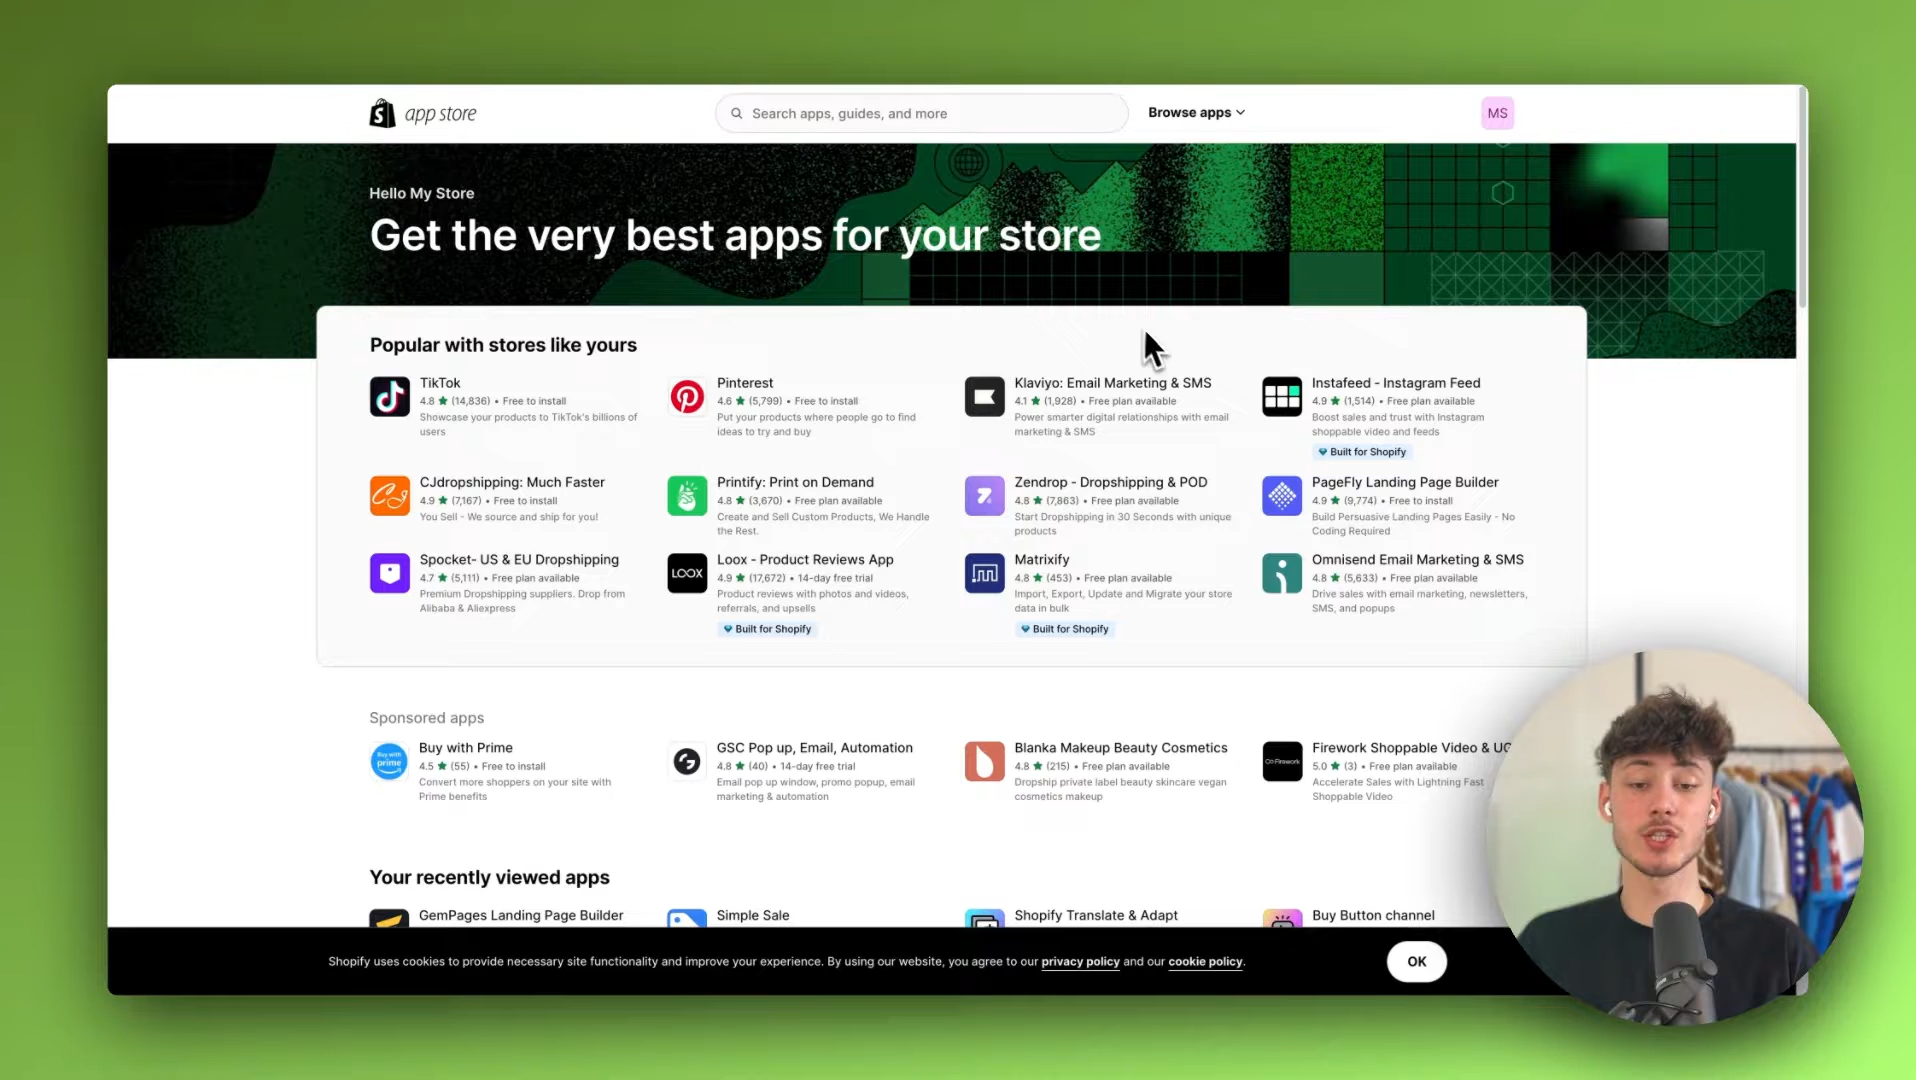 app store
Search apps, guides, and more
Browse apps
MS
Hello My Store
Get the very best apps for your store
Popular with stores like yours
TikTok
4.8 ★ (14,836) • Free to install
Showcase your products to TikTok's billions of
users
Pinterest
4.6 ★ (5,799) • Free to install
Put your products where people go to find
ideas to try and buy
Klaviyo: Email Marketing & SMS
4.1 ★ (1,928) • Free plan available
Power smarter digital relationships with email
marketing & SMS
Instafeed - Instagram Feed
4.9 ★ (1,514) • Free plan available
Boost sales and trust with Instagram
shoppable video and feeds
Built for Shopify
CJdropshipping: Much Faster
4.9 ★ (7,167) • Free to install
You Sell - We source and ship for you!
Printify: Print on Demand
4.8 ★ (3,670) • Free plan available
Create and Sell Custom Products, We Handle
the Rest.
Zendrop - Dropshipping & POD
4.8 ★ (7,863) • Free plan available
Start Dropshipping in 30 Seconds with unique
products
PageFly Landing Page Builder
4.9 ★ (9,774) • Free to install
Build Persuasive Landing Pages Easily - No
Coding Required
Spocket- US & EU Dropshipping
4.7 ★ (5,111) • Free plan available
Premium Dropshipping suppliers. Drop from
Alibaba & Aliexpress
LOOX
Loox - Product Reviews App
4.9 ★ (17,672) • 14-day free trial
Product reviews with photos and videos,
referrals, and upsells
Built for Shopify
Matrixify
4.8 ★ (453) • Free plan available
Import, Export, Update and Migrate your store
data in bulk
Built for Shopify
Omnisend Email Marketing & SMS
4.8 ★ (5,633) • Free plan available
Drive sales with email marketing, newsletters,
SMS, and popups
Sponsored apps
Buy with
prime
Buy with Prime
4.5 ★ (55) • Free to install
Convert more shoppers on your site with
Prime benefits
GSC Pop up, Email, Automation
4.8 ★ (40) • 14-day free trial
Email pop up window, promo popup, email
marketing & automation
Blanka Makeup Beauty Cosmetics
4.8 ★ (215) • Free plan available
Dropship private label beauty skincare vegan
cosmetics makeup
Firework
Firework Shoppable Video & UG
5.0 ★ (3) • Free plan available
Accelerate Sales with Lightning Fast
Shoppable Video
Your recently viewed apps
GemPages Landing Page Builder
Simple Sale
Shopify Translate & Adapt
Buy Button channel
Shopify uses cookies to provide necessary site functionality and improve your experience. By using our website, you agree to our privacy policy and our cookie policy.
OK